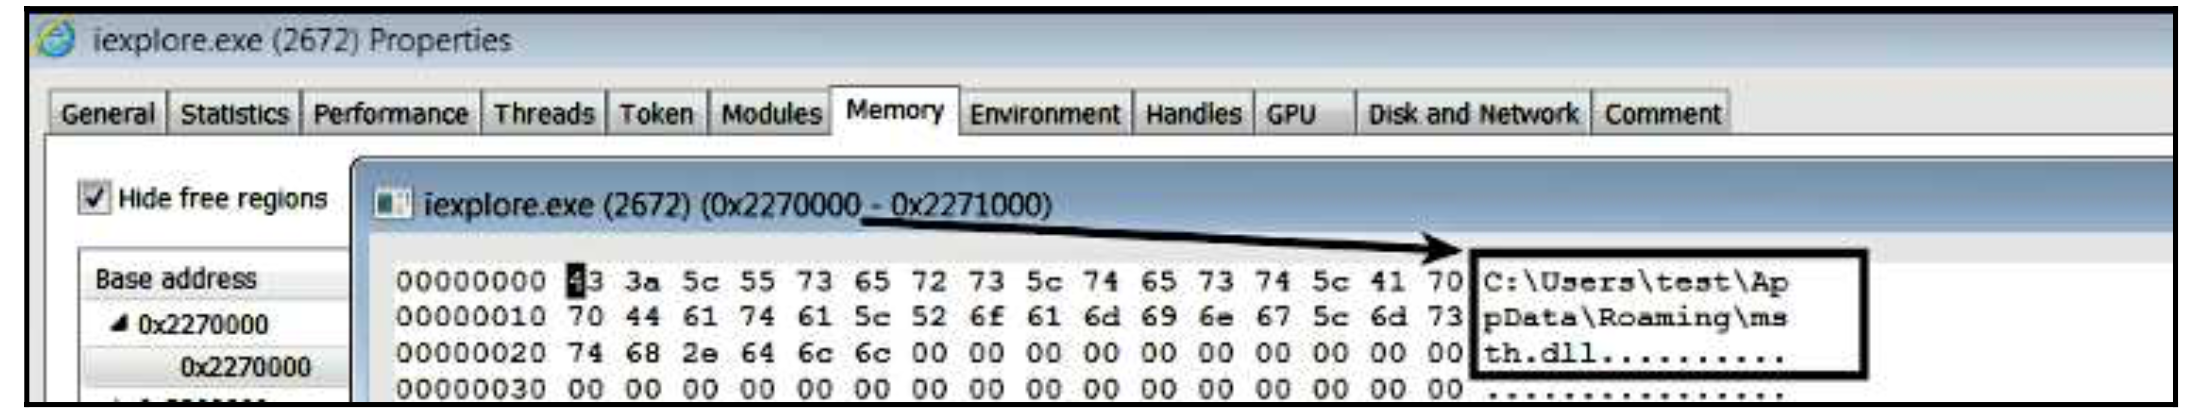 iexplore.exe (2672) Properties
General Statistics Performance Threads Token Modules Memory Environment Handles GPU Disk and Network Comment
Hide free regions
iexplore.exe (2672) (0x2270000 - 0x2271000)
Base address
00000000 43 3a 5c 55 73 65 72 73 5c 74 65 73 74 5c 41 70 C:\Users\test\Ap
0x2270000
00000010 70 44 61 74 61 5c 52 6f 61 6d 69 6e 67 5c 6d 73 pData\Roaming\ms
00000020 74 68 2e 64 6c 6c 00 00 00 00 00 00 00 00 00 00 th.dll..........
0x2270000
00000030 00 00 00 00 00 00 00 00 00 00 00 00 00 00 00 00 ................